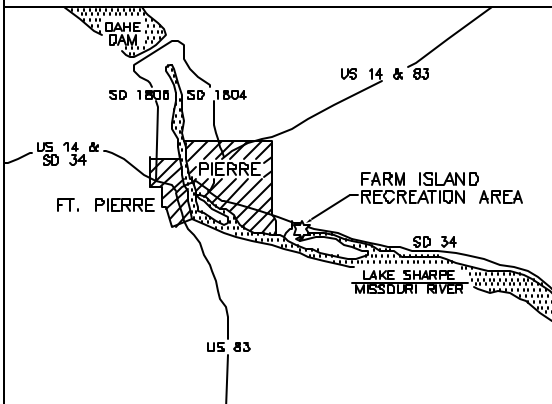 OAHE
DAM
US 14 & 83
SD 1806
SD 1804
US 14 &
SD 34
PIERRE
FARM ISLAND
RECREATION AREA
FT. PIERRE
SD 34
LAKE SHARPE
MISSOURI RIVER
US 83